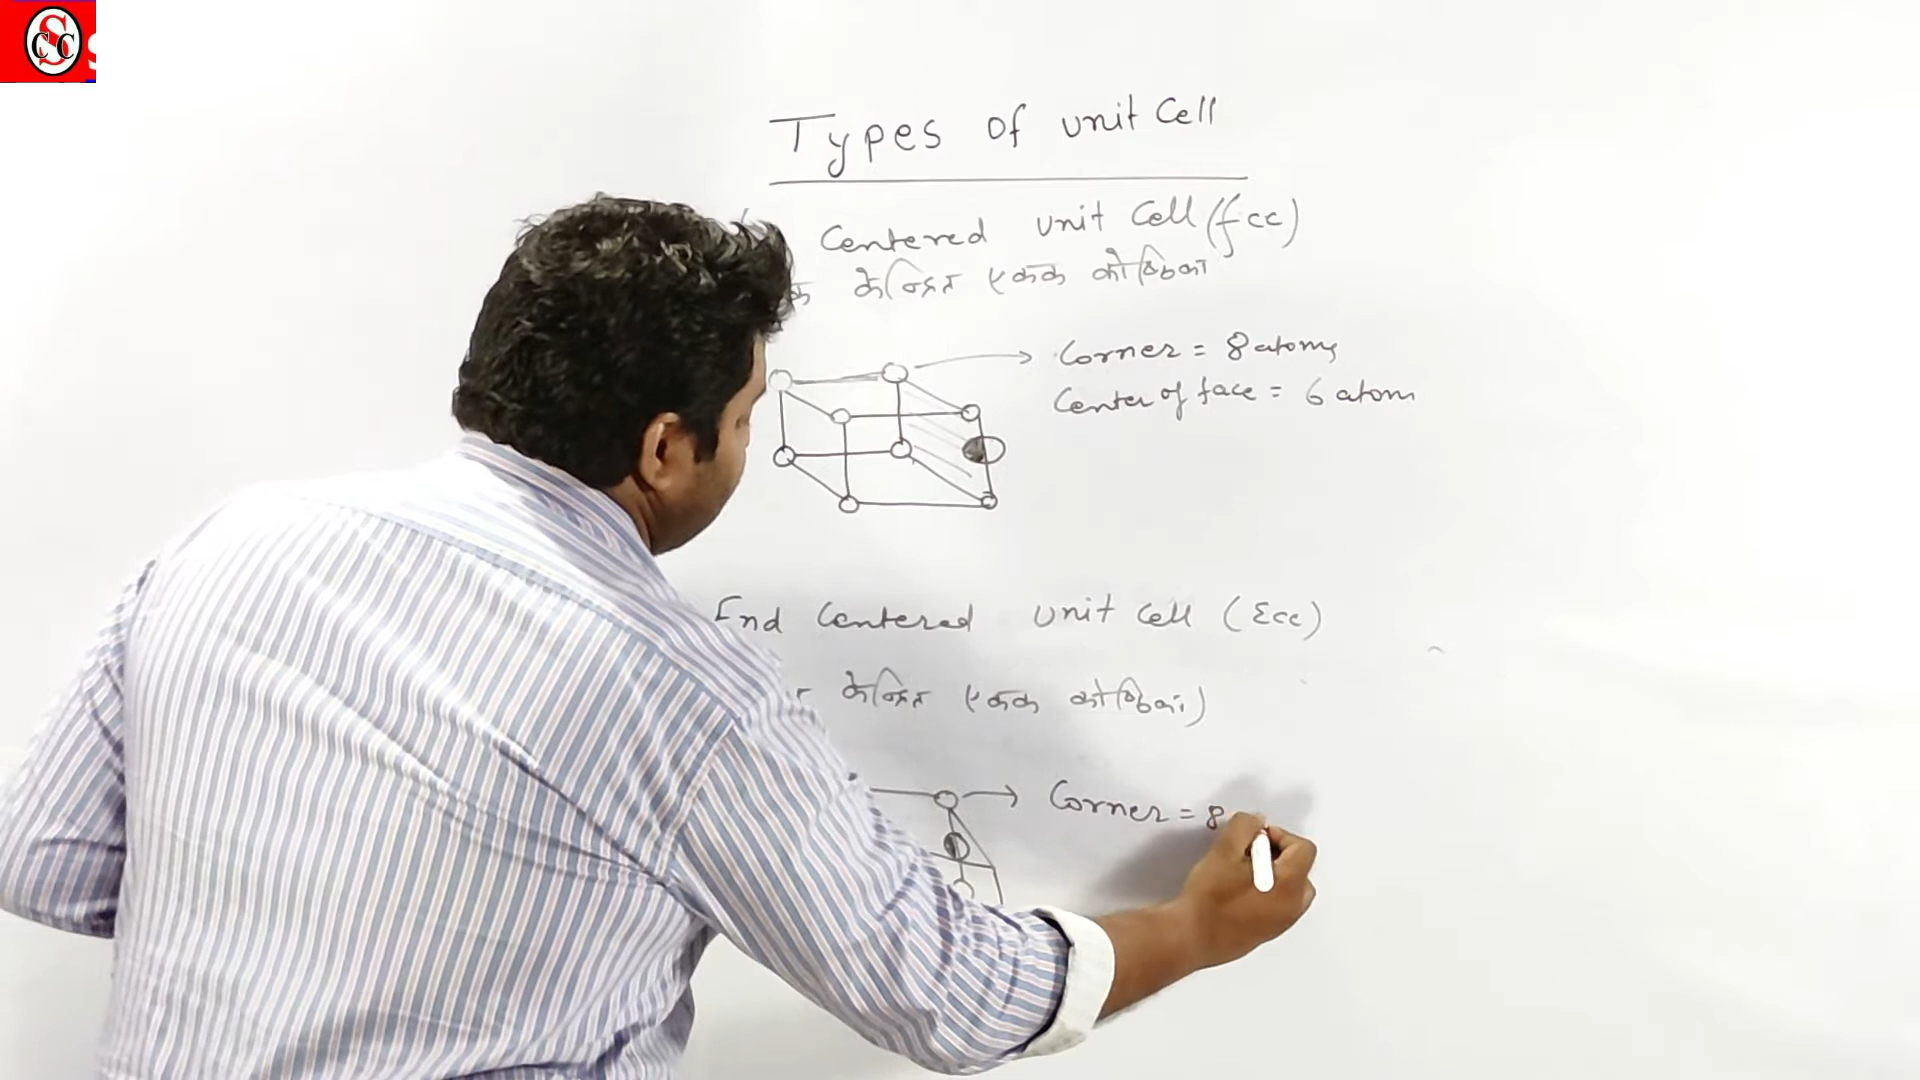 SCC
Types of unit Cell
Centered unit Cell (fcc)
केन्द्रित एकक कोष्ठिका
Corner = 8 atoms
Center of face = 6 atom
End Centered unit Cell (Ecc)
केन्द्रित एकक कोष्ठिका)
Corner = 8